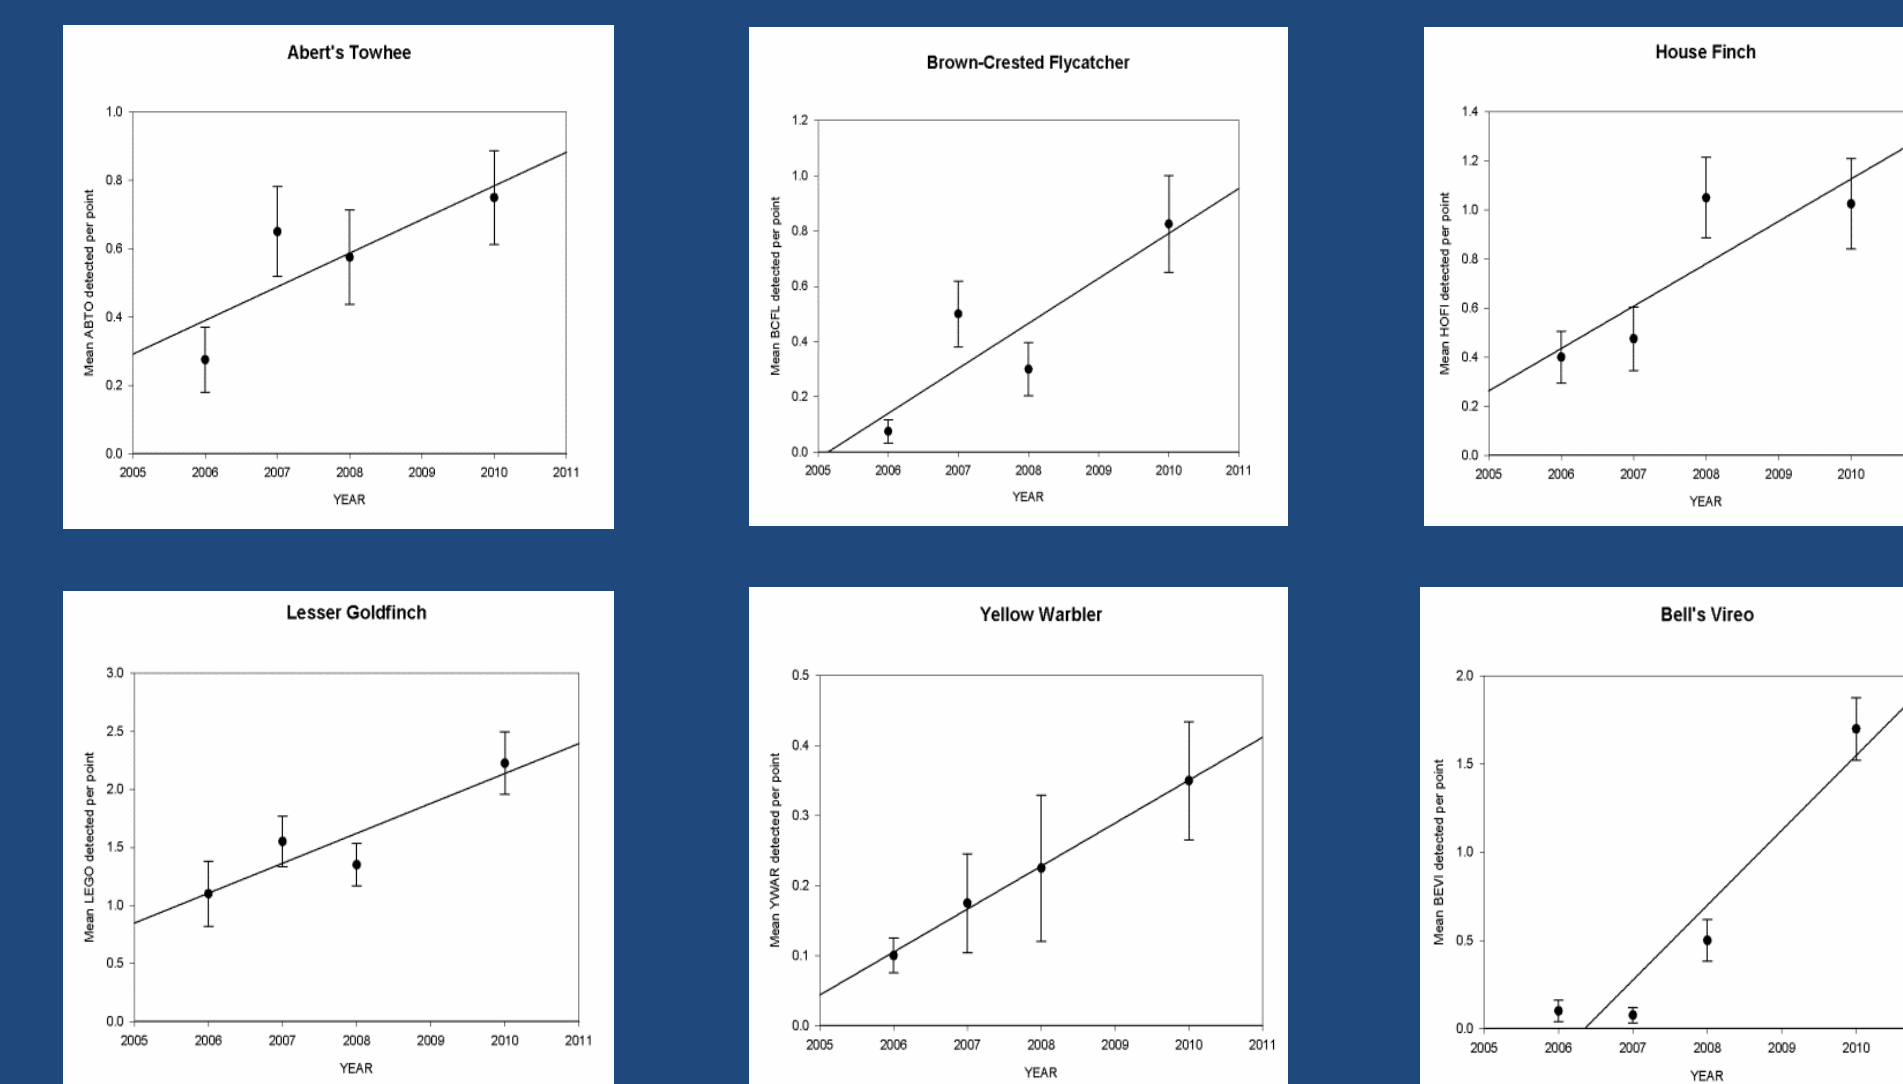 Abert's Towhee
1.0
0.8
0.6
0.4
0.2
0.0
Mean ABTO detected per point
2005 2006 2007 2008 2009 2010 2011
YEAR
Brown-Crested Flycatcher
1.2
1.0
0.8
0.6
0.4
0.2
0.0
Mean BCFL detected per point
2005 2006 2007 2008 2009 2010 2011
YEAR
House Finch
1.4
1.2
1.0
0.8
0.6
0.4
0.2
0.0
Mean HOFI detected per point
2005 2006 2007 2008 2009 2010
YEAR
Lesser Goldfinch
3.0
2.5
2.0
1.5
1.0
0.5
0.0
Mean LEGO detected per point
2005 2006 2007 2008 2009 2010 2011
YEAR
Yellow Warbler
0.5
0.4
0.3
0.2
0.1
0.0
Mean YWAR detected per point
2005 2006 2007 2008 2009 2010 2011
YEAR
Bell's Vireo
2.0
1.5
1.0
0.5
0.0
Mean BEVI detected per point
2005 2006 2007 2008 2009 2010
YEAR